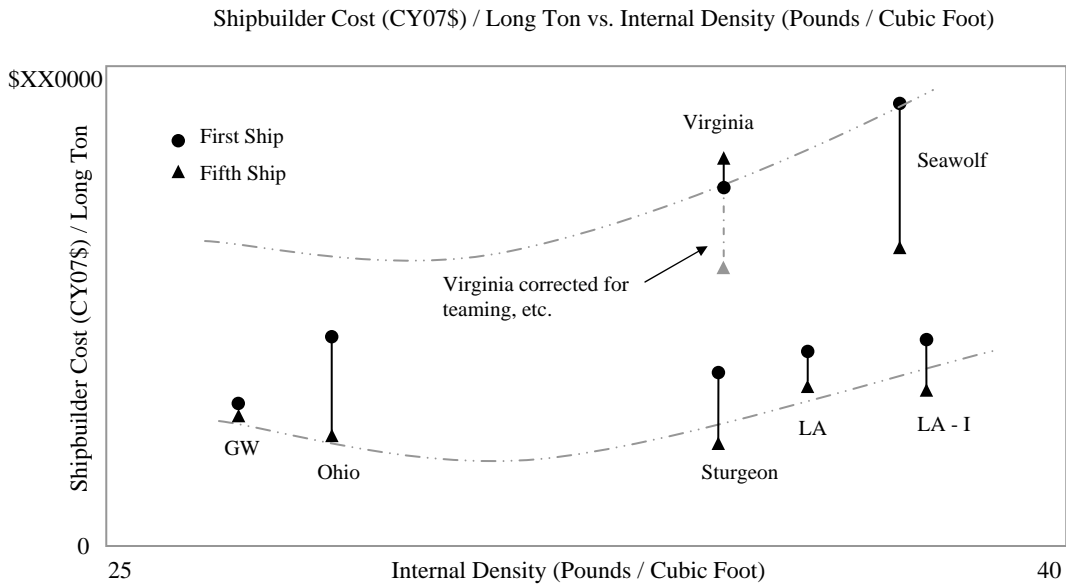 Shipbuilder Cost (CY07$) / Long Ton vs. Internal Density (Pounds / Cubic Foot)
$XX0000
First Ship
Fifth Ship
Virginia
Seawolf
Shipbuilder Cost (CY07$) / Long Ton
Virginia corrected for
teaming, etc.
GW
Ohio
Sturgeon
LA
LA - I
0
25
Internal Density (Pounds / Cubic Foot)
40